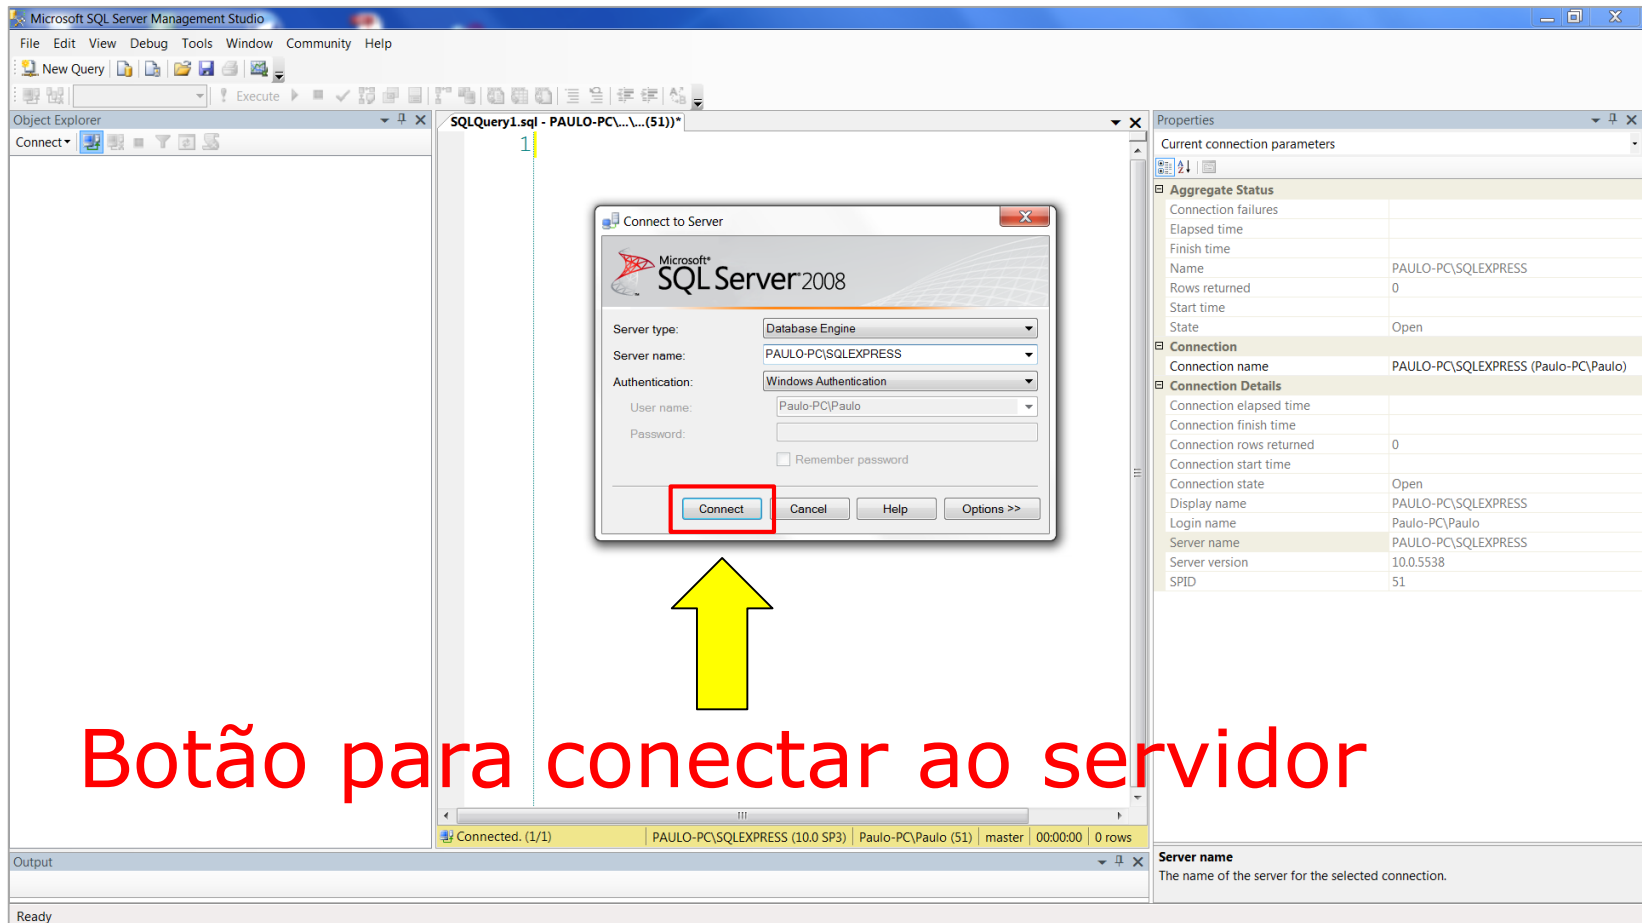 Microsoft SQL Server Management Studio
File Edit View Debug Tools Window Community Help
New Query
Execute
Object Explorer
Connect
SQLQuery1.sql - PAULO-PC\...\...(51))*
1
Connect to Server
Microsoft®
SQL Server® 2008
Server type: Database Engine
Server name: PAULO-PC\SQLEXPRESS
Authentication: Windows Authentication
User name: Paulo-PC\Paulo
Password:
Remember password
Connect Cancel Help Options >>
Botão para conectar ao servidor
Connected. (1/1) PAULO-PC\SQLEXPRESS (10.0 SP3) Paulo-PC\Paulo (51) master 00:00:00 0 rows
Output
Ready
Properties
Current connection parameters
Aggregate Status
Connection failures
Elapsed time
Finish time
Name PAULO-PC\SQLEXPRESS
Rows returned 0
Start time
State Open
Connection
Connection name PAULO-PC\SQLEXPRESS (Paulo-PC\Paulo)
Connection Details
Connection elapsed time
Connection finish time
Connection rows returned 0
Connection start time
Connection state Open
Display name PAULO-PC\SQLEXPRESS
Login name Paulo-PC\Paulo
Server name PAULO-PC\SQLEXPRESS
Server version 10.0.5538
SPID 51
Server name
The name of the server for the selected connection.